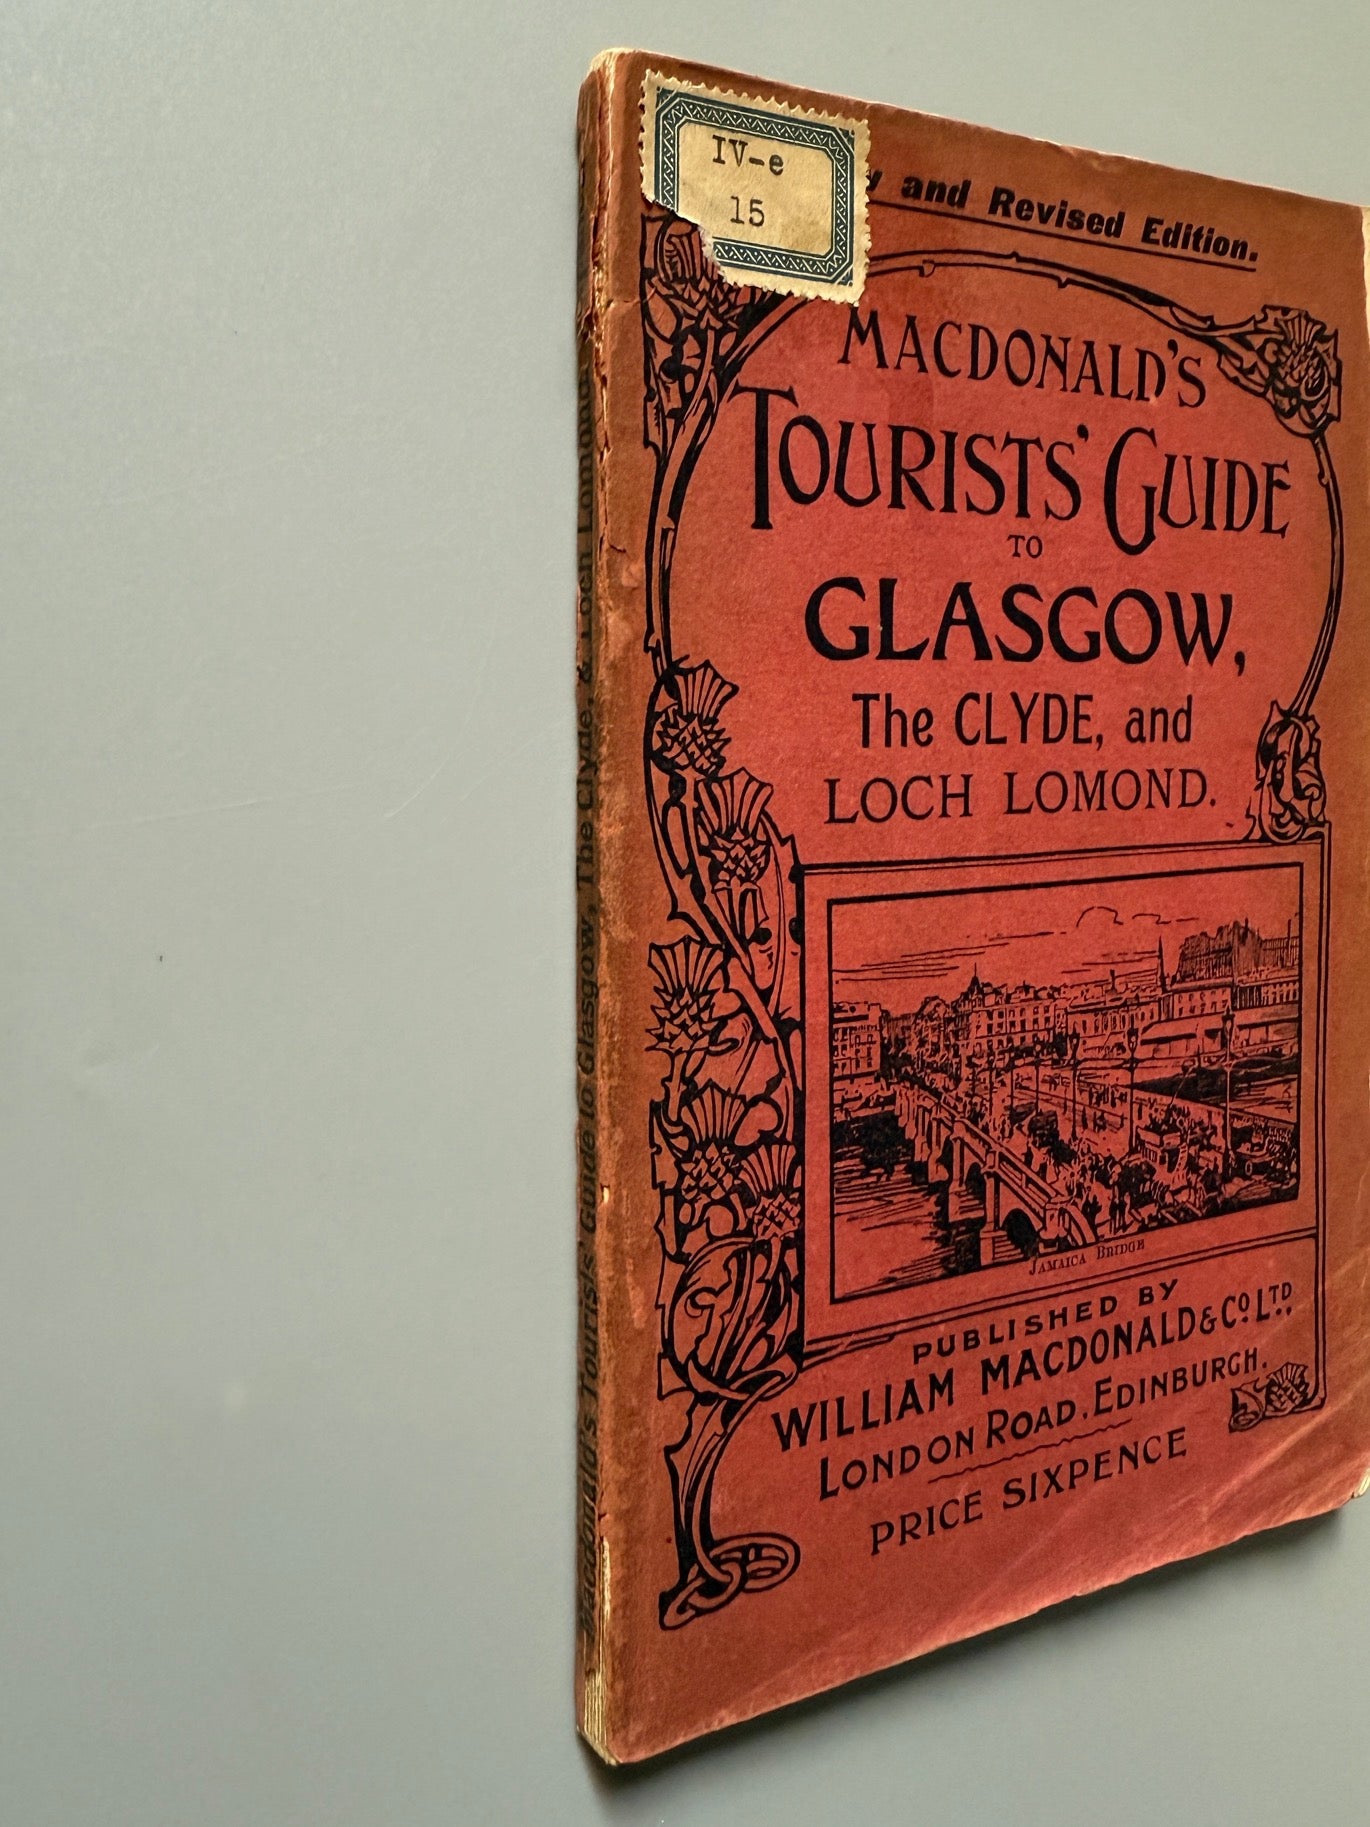 IV-e
15
and Revised Edition.
MACDONALD'S
TOURISTS' GUIDE
TO
GLASGOW,
The CLYDE, and
LOCH LOMOND.
JAMAICA BRIDGE
PUBLISHED BY
WILLIAM MACDONALD & Co. LTD.,
LONDON ROAD, EDINBURGH.
PRICE SIXPENCE
Macdonald's Tourists' Guide to Glasgow, The Clyde, & Loch Lomond